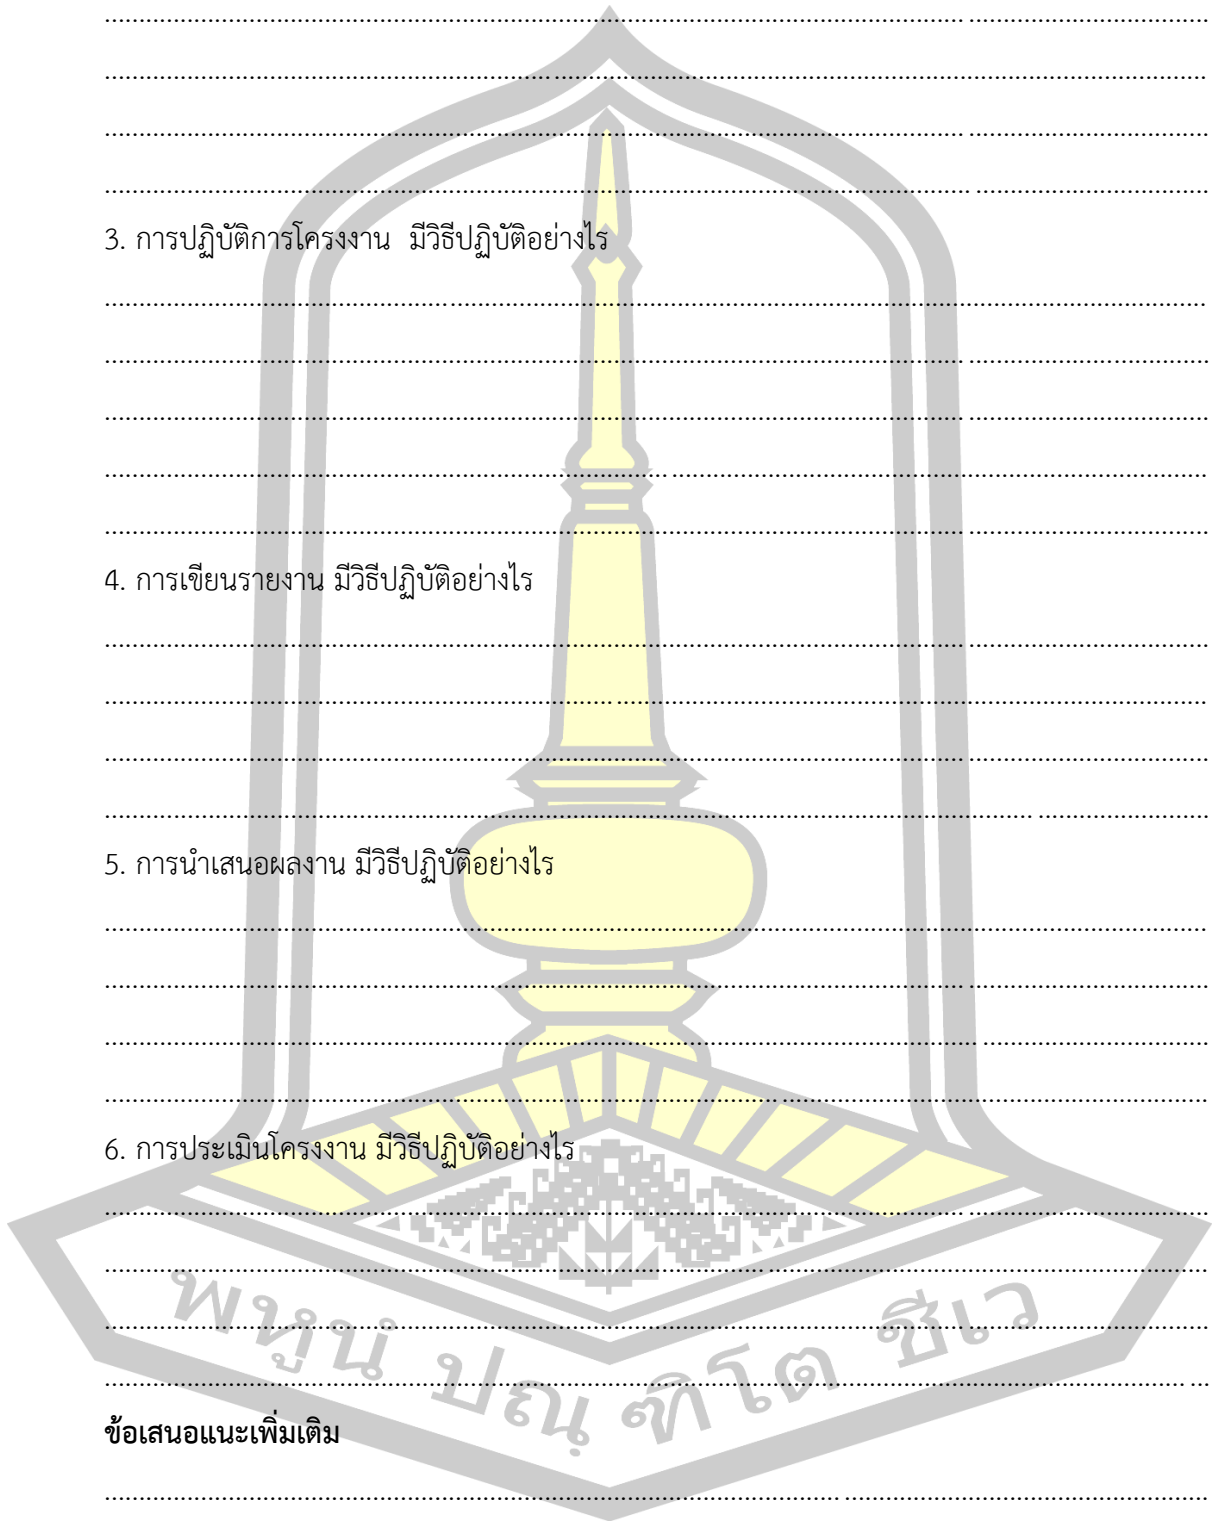 3. การปฏิบัติการโครงงาน มีวิธีปฏิบัติอย่างไร
4. การเขียนรายงาน มีวิธีปฏิบัติอย่างไร
5. การนำเสนอผลงาน มีวิธีปฏิบัติอย่างไร
6. การประเมินโครงงาน มีวิธีปฏิบัติอย่างไร
พหูนํ ปณฺฑิโต ชีเว
ข้อเสนอแนะเพิ่มเติม